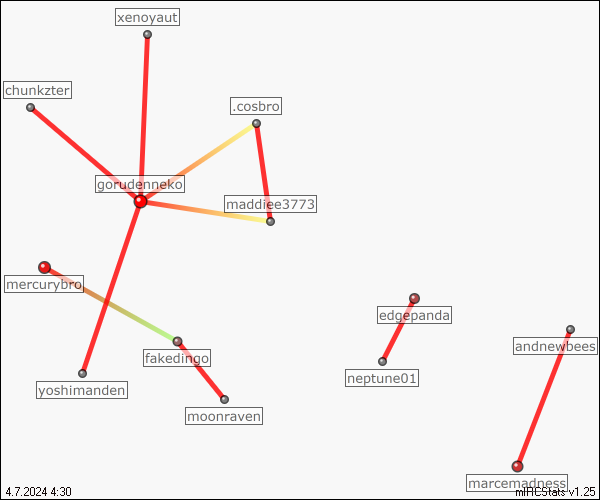 xenoyaut
chunkzter
.cosbro
gorudenneko
maddiee3773
mercurybro
edgepanda
andnewbees
fakedingo
neptune01
yoshimanden
moonraven
marcemadness
4.7.2024 4:30
mIRCStats v1.25